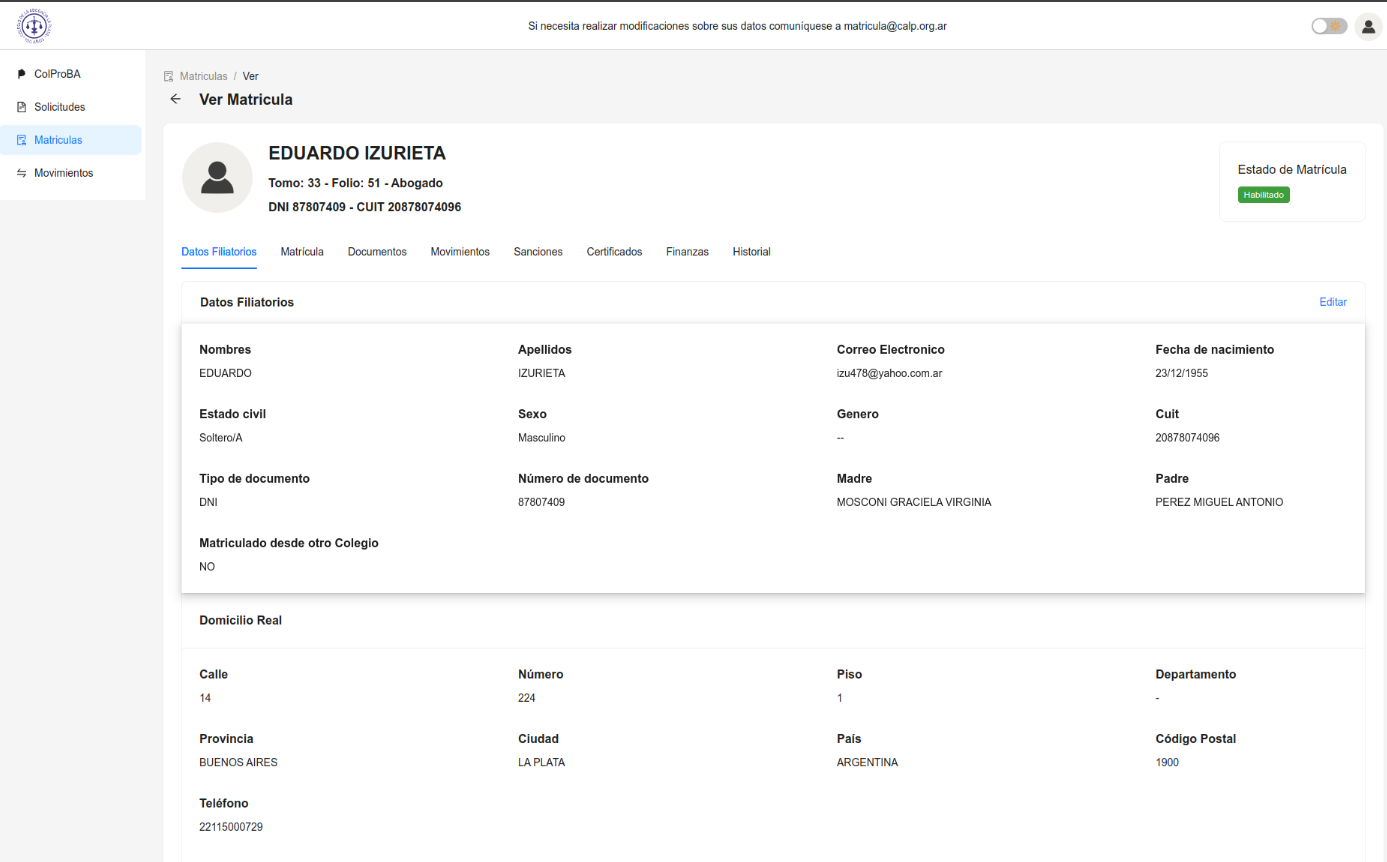 Si necesita realizar modificaciones sobre sus datos comuníquese a matricula@calp.org.ar
ColProBA
Solicitudes
Matriculas
Movimientos
Matriculas / Ver
Ver Matricula
EDUARDO IZURIETA
Tomo: 33 - Folio: 51 - Abogado
DNI 87807409 - CUIT 20878074096
Estado de Matrícula
Habilitado
Datos Filiatorios Matrícula Documentos Movimientos Sanciones Certificados Finanzas Historial
Datos Filiatorios Editar
Nombres Apellidos Correo Electronico Fecha de nacimiento
EDUARDO IZURIETA izu478@yahoo.com.ar 23/12/1955
Estado civil Sexo Genero Cuit
Soltero/A Masculino -- 20878074096
Tipo de documento Número de documento Madre Padre
DNI 87807409 MOSCONI GRACIELA VIRGINIA PEREZ MIGUEL ANTONIO
Matriculado desde otro Colegio
NO
Domicilio Real
Calle Número Piso Departamento
14 224 1 -
Provincia Ciudad País Código Postal
BUENOS AIRES LA PLATA ARGENTINA 1900
Teléfono
22115000729